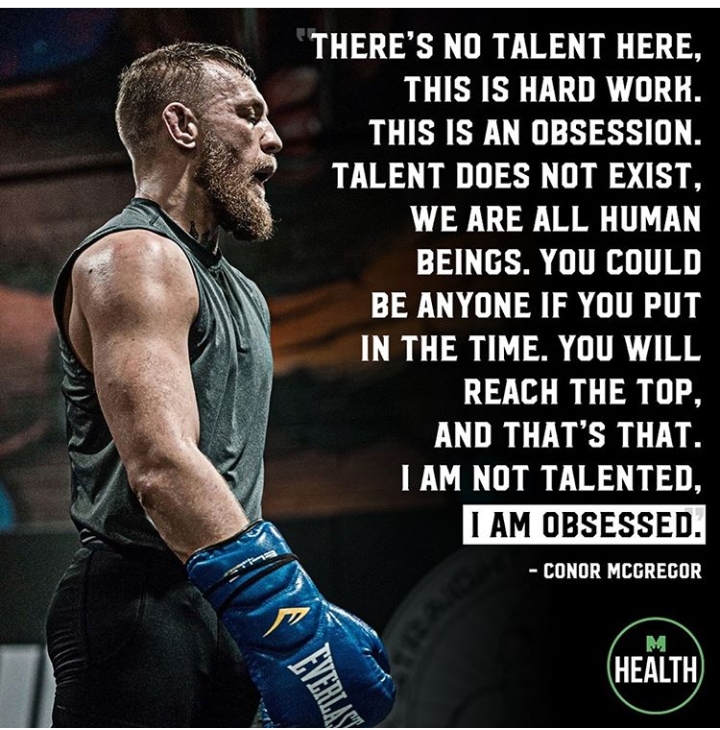 "THERE'S NO TALENT HERE,
THIS IS HARD WORK.
THIS IS AN OBSESSION.
TALENT DOES NOT EXIST,
WE ARE ALL HUMAN
BEINGS. YOU COULD
BE ANYONE IF YOU PUT
IN THE TIME. YOU WILL
REACH THE TOP,
AND THAT'S THAT.
I AM NOT TALENTED,
I AM OBSESSED."
- CONOR MCGREGOR
M
HEALTH
EVERLAST